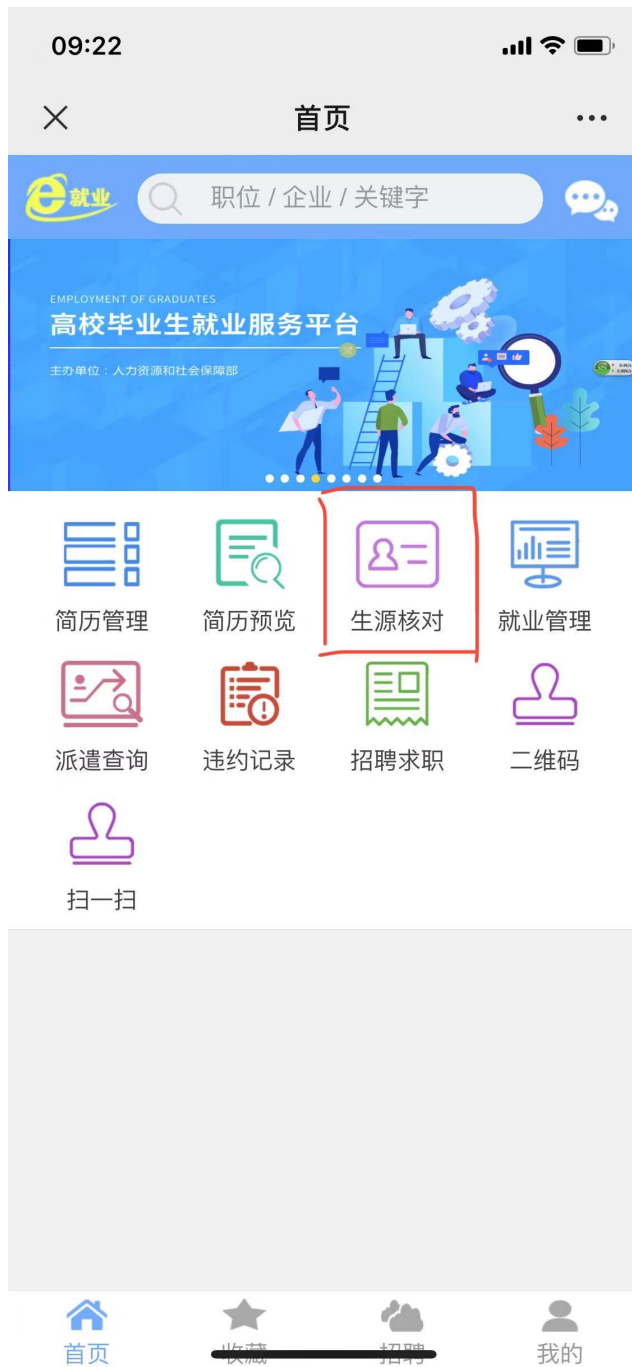 09:22
首页
e就业
职位 / 企业 / 关键字
EMPLOYMENT OF GRADUATES
高校毕业生就业服务平台
主办单位：人力资源和社会保障部
简历管理
简历预览
生源核对
就业管理
派遣查询
违约记录
招聘求职
二维码
扫一扫
首页
收藏
招聘
我的